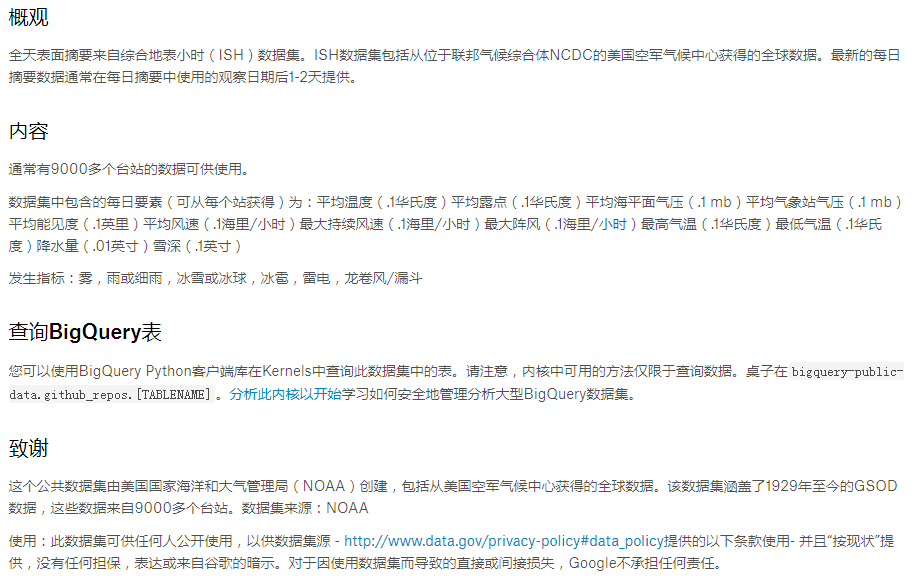 概观
全天表面摘要来自综合地表小时（ISH）数据集。ISH数据集包括从位于联邦气候综合体NCDC的美国空军气候中心获得的全球数据。最新的每日
摘要数据通常在每日摘要中使用的观察日期后1-2天提供。
内容
通常有9000多个台站的数据可供使用。
数据集中包含的每日要素（可从每个站获得）为：平均温度（.1华氏度）平均露点（.1华氏度）平均海平面气压（.1 mb）平均气象站气压（.1 mb）
平均能见度（.1英里）平均风速（.1海里/小时）最大持续风速（.1海里/小时）最大阵风（.1海里/小时）最高气温（.1华氏度）最低气温（.1华氏
度）降水量（.01英寸）雪深（.1英寸）
发生指标：雾，雨或细雨，冰雪或冰球，冰雹，雷电，龙卷风/漏斗
查询BigQuery表
您可以使用BigQuery Python客户端库在Kernels中查询此数据集中的表。请注意，内核中可用的方法仅限于查询数据。桌子在 bigquery-public-
data.github_repos.[TABLENAME] 。分析此内核以开始学习如何安全地管理分析大型BigQuery数据集。
致谢
这个公共数据集由美国国家海洋和大气管理局（NOAA）创建，包括从美国空军气候中心获得的全球数据。该数据集涵盖了1929年至今的GSOD
数据，这些数据来自9000多个台站。数据集来源：NOAA
使用：此数据集可供任何人公开使用，以供数据集源 - http://www.data.gov/privacy-policy#data_policy提供的以下条款使用- 并且“按现状”提
供，没有任何担保，表达或来自谷歌的暗示。对于因使用数据集而导致的直接或间接损失，Google不承担任何责任。